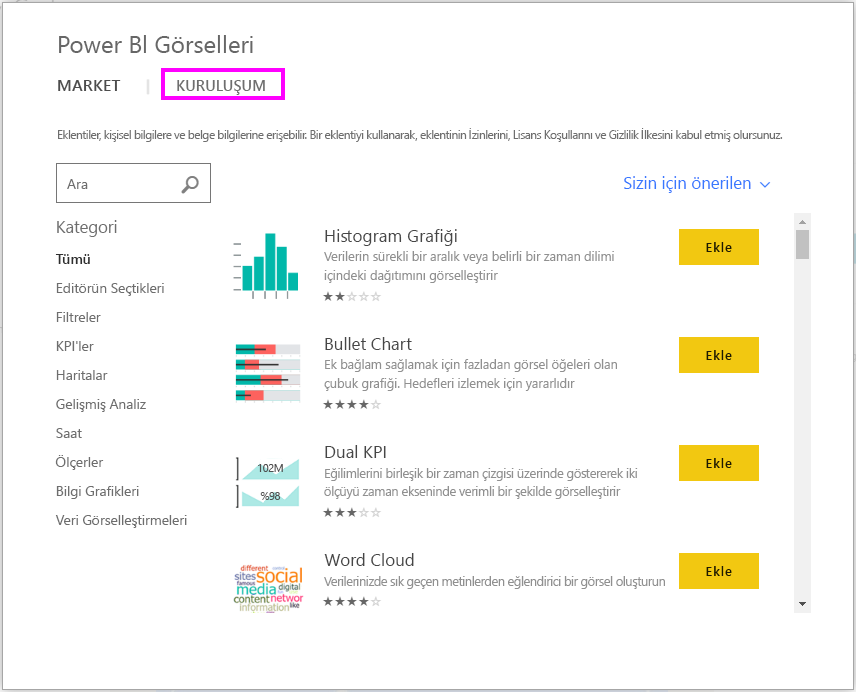 Power BI Görselleri
MARKET | KURULUŞUM
Eklentiler, kişisel bilgilere ve belge bilgilerine erişebilir. Bir eklentiyi kullanarak, eklentinin İzinlerini, Lisans Koşullarını ve Gizlilik İlkesini kabul etmiş olursunuz.
Ara
Sizin için önerilen
Kategori
Tümü
Editörün Seçtikleri
Filtreler
KPI'ler
Haritalar
Gelişmiş Analiz
Saat
Ölçerler
Bilgi Grafikleri
Veri Görselleştirmeleri
Histogram Grafiği
Verilerin sürekli bir aralık veya belirli bir zaman dilimi
içindeki dağıtımını görselleştirir
Ekle
Bullet Chart
Ek bağlam sağlamak için fazladan görsel öğeleri olan
çubuk grafiği. Hedefleri izlemek için yararlıdır
Ekle
102M
%98
Dual KPI
Eğilimlerini birleşik bir zaman çizgisi üzerinde göstererek iki
ölçüyü zaman ekseninde verimli bir şekilde görselleştirir
Ekle
different
sites social
famous
media digital
content networ
information like
Word Cloud
Verilerinizde sık geçen metinlerden eğlendirici bir görsel oluşturun
Ekle